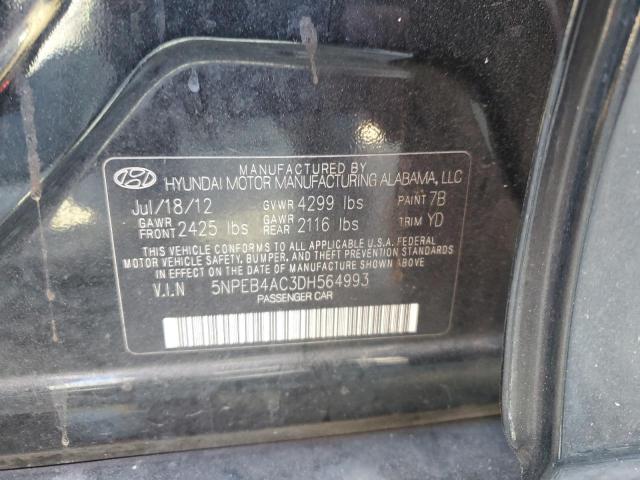 MANUFACTURED BY
HYUNDAI MOTOR MANUFACTURING ALABAMA, LLC
Jul/18/12 GVWR 4299 lbs PAINT 7B
GAWR FRONT 2425 lbs GAWR REAR 2116 lbs TRIM YD
THIS VEHICLE CONFORMS TO ALL APPLICABLE U.S.A. FEDERAL
MOTOR VEHICLE SAFETY, BUMPER, AND THEFT PREVENTION STANDARDS
IN EFFECT ON THE DATE OF MANUFACTURE SHOWN ABOVE.
V.I.N 5NPEB4AC3DH564993
PASSENGER CAR